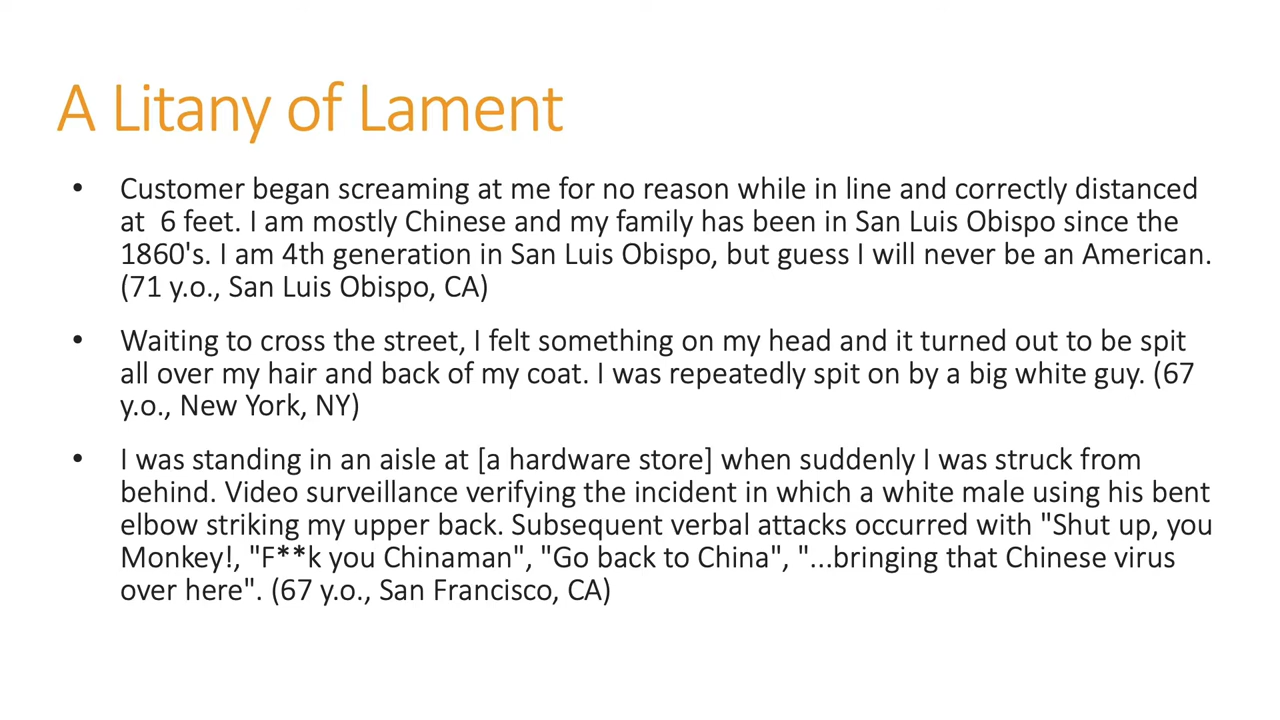 A Litany of Lament
• Customer began screaming at me for no reason while in line and correctly distanced
at  6 feet. I am mostly Chinese and my family has been in San Luis Obispo since the
1860's. I am 4th generation in San Luis Obispo, but guess I will never be an American.
(71 y.o., San Luis Obispo, CA)
• Waiting to cross the street, I felt something on my head and it turned out to be spit
all over my hair and back of my coat. I was repeatedly spit on by a big white guy. (67
y.o., New York, NY)
• I was standing in an aisle at [a hardware store] when suddenly I was struck from
behind. Video surveillance verifying the incident in which a white male using his bent
elbow striking my upper back. Subsequent verbal attacks occurred with "Shut up, you
Monkey!, "F**k you Chinaman", "Go back to China", "...bringing that Chinese virus
over here". (67 y.o., San Francisco, CA)